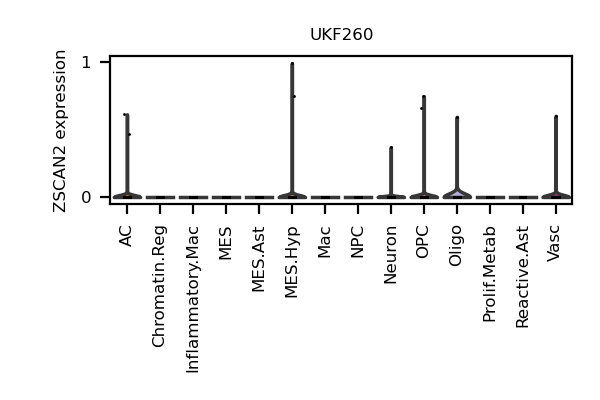 UKF260
ZSCAN2 expression
1
0
AC
Chromatin.Reg
Inflammatory.Mac
MES
MES.Ast
MES.Hyp
Mac
NPC
Neuron
OPC
Oligo
Prolif.Metab
Reactive.Ast
Vasc